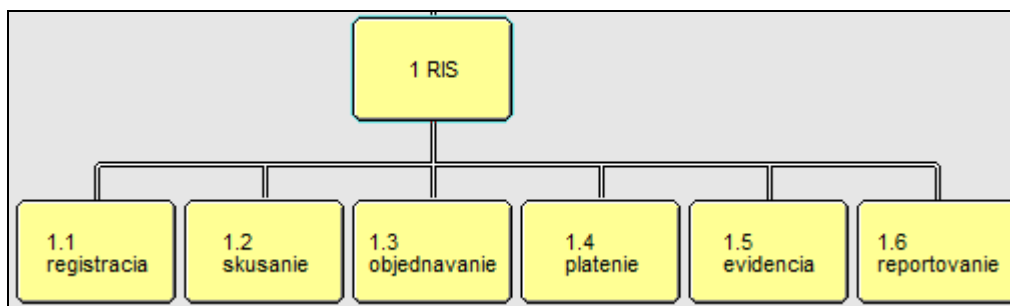 1 RIS
1.1
registracia
1.2
skusanie
1.3
objednavanie
1.4
platenie
1.5
evidencia
1.6
reportovanie